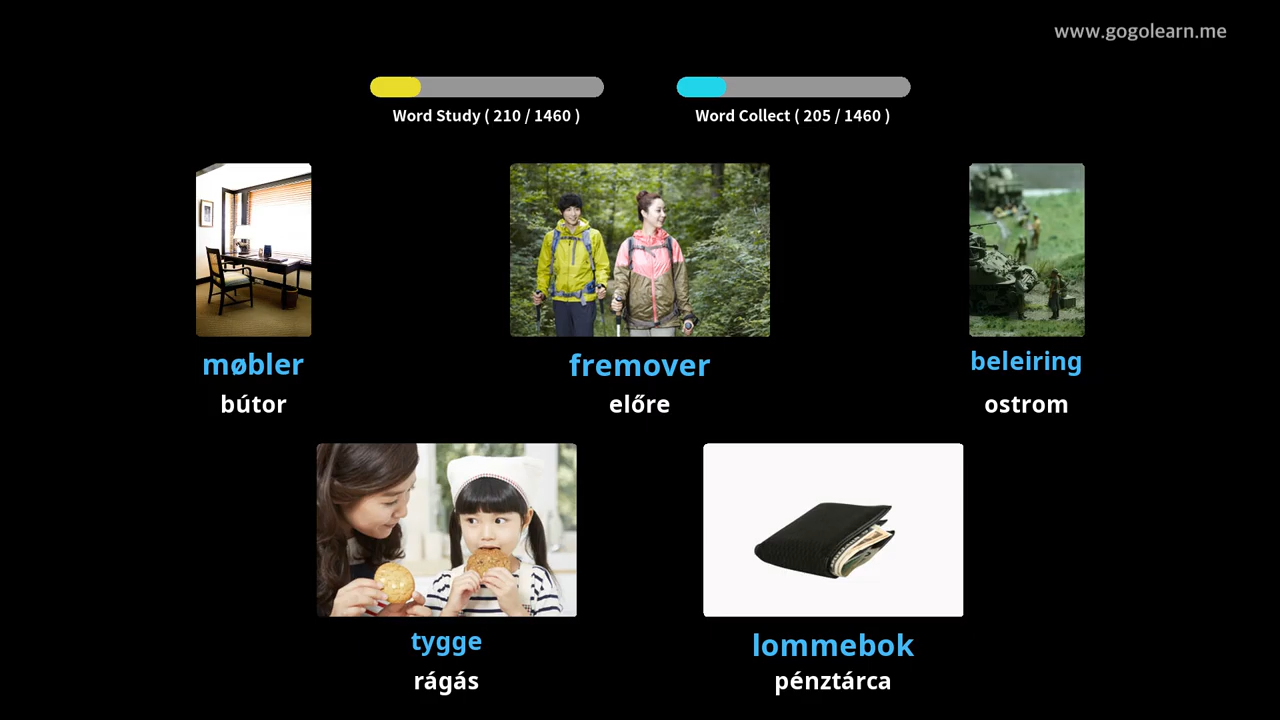 www.gogolearn.me
Word Study ( 210 / 1460 )
Word Collect ( 205 / 1460 )
møbler
fremover
beleiring
bútor
előre
ostrom
tygge
lommebok
rágás
pénztárca